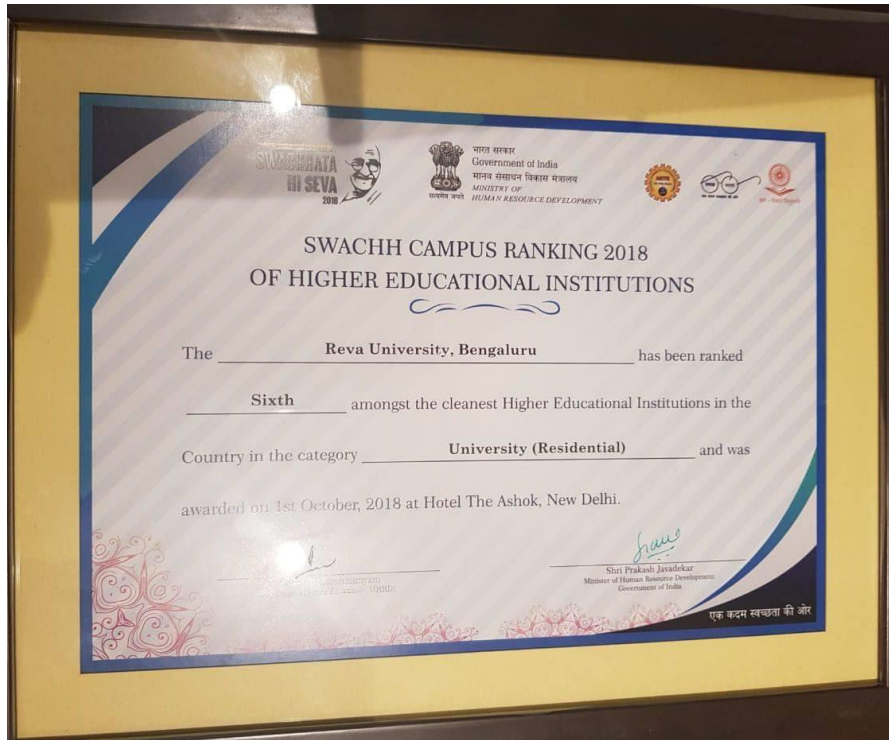 SWACHHATA
HI SEVA
2018
भारत सरकार
Government of India
मानव संसाधन विकास मंत्रालय
MINISTRY OF
HUMAN RESOURCE DEVELOPMENT
सत्यमेव जयते
SWACHH CAMPUS RANKING 2018
OF HIGHER EDUCATIONAL INSTITUTIONS
The Reva University, Bengaluru has been ranked
Sixth amongst the cleanest Higher Educational Institutions in the
Country in the category University (Residential) and was
awarded on 1st October, 2018 at Hotel The Ashok, New Delhi.
Shri Prakash Javadekar
Minister of Human Resource Development
Government of India
एक कदम स्वच्छता की ओर